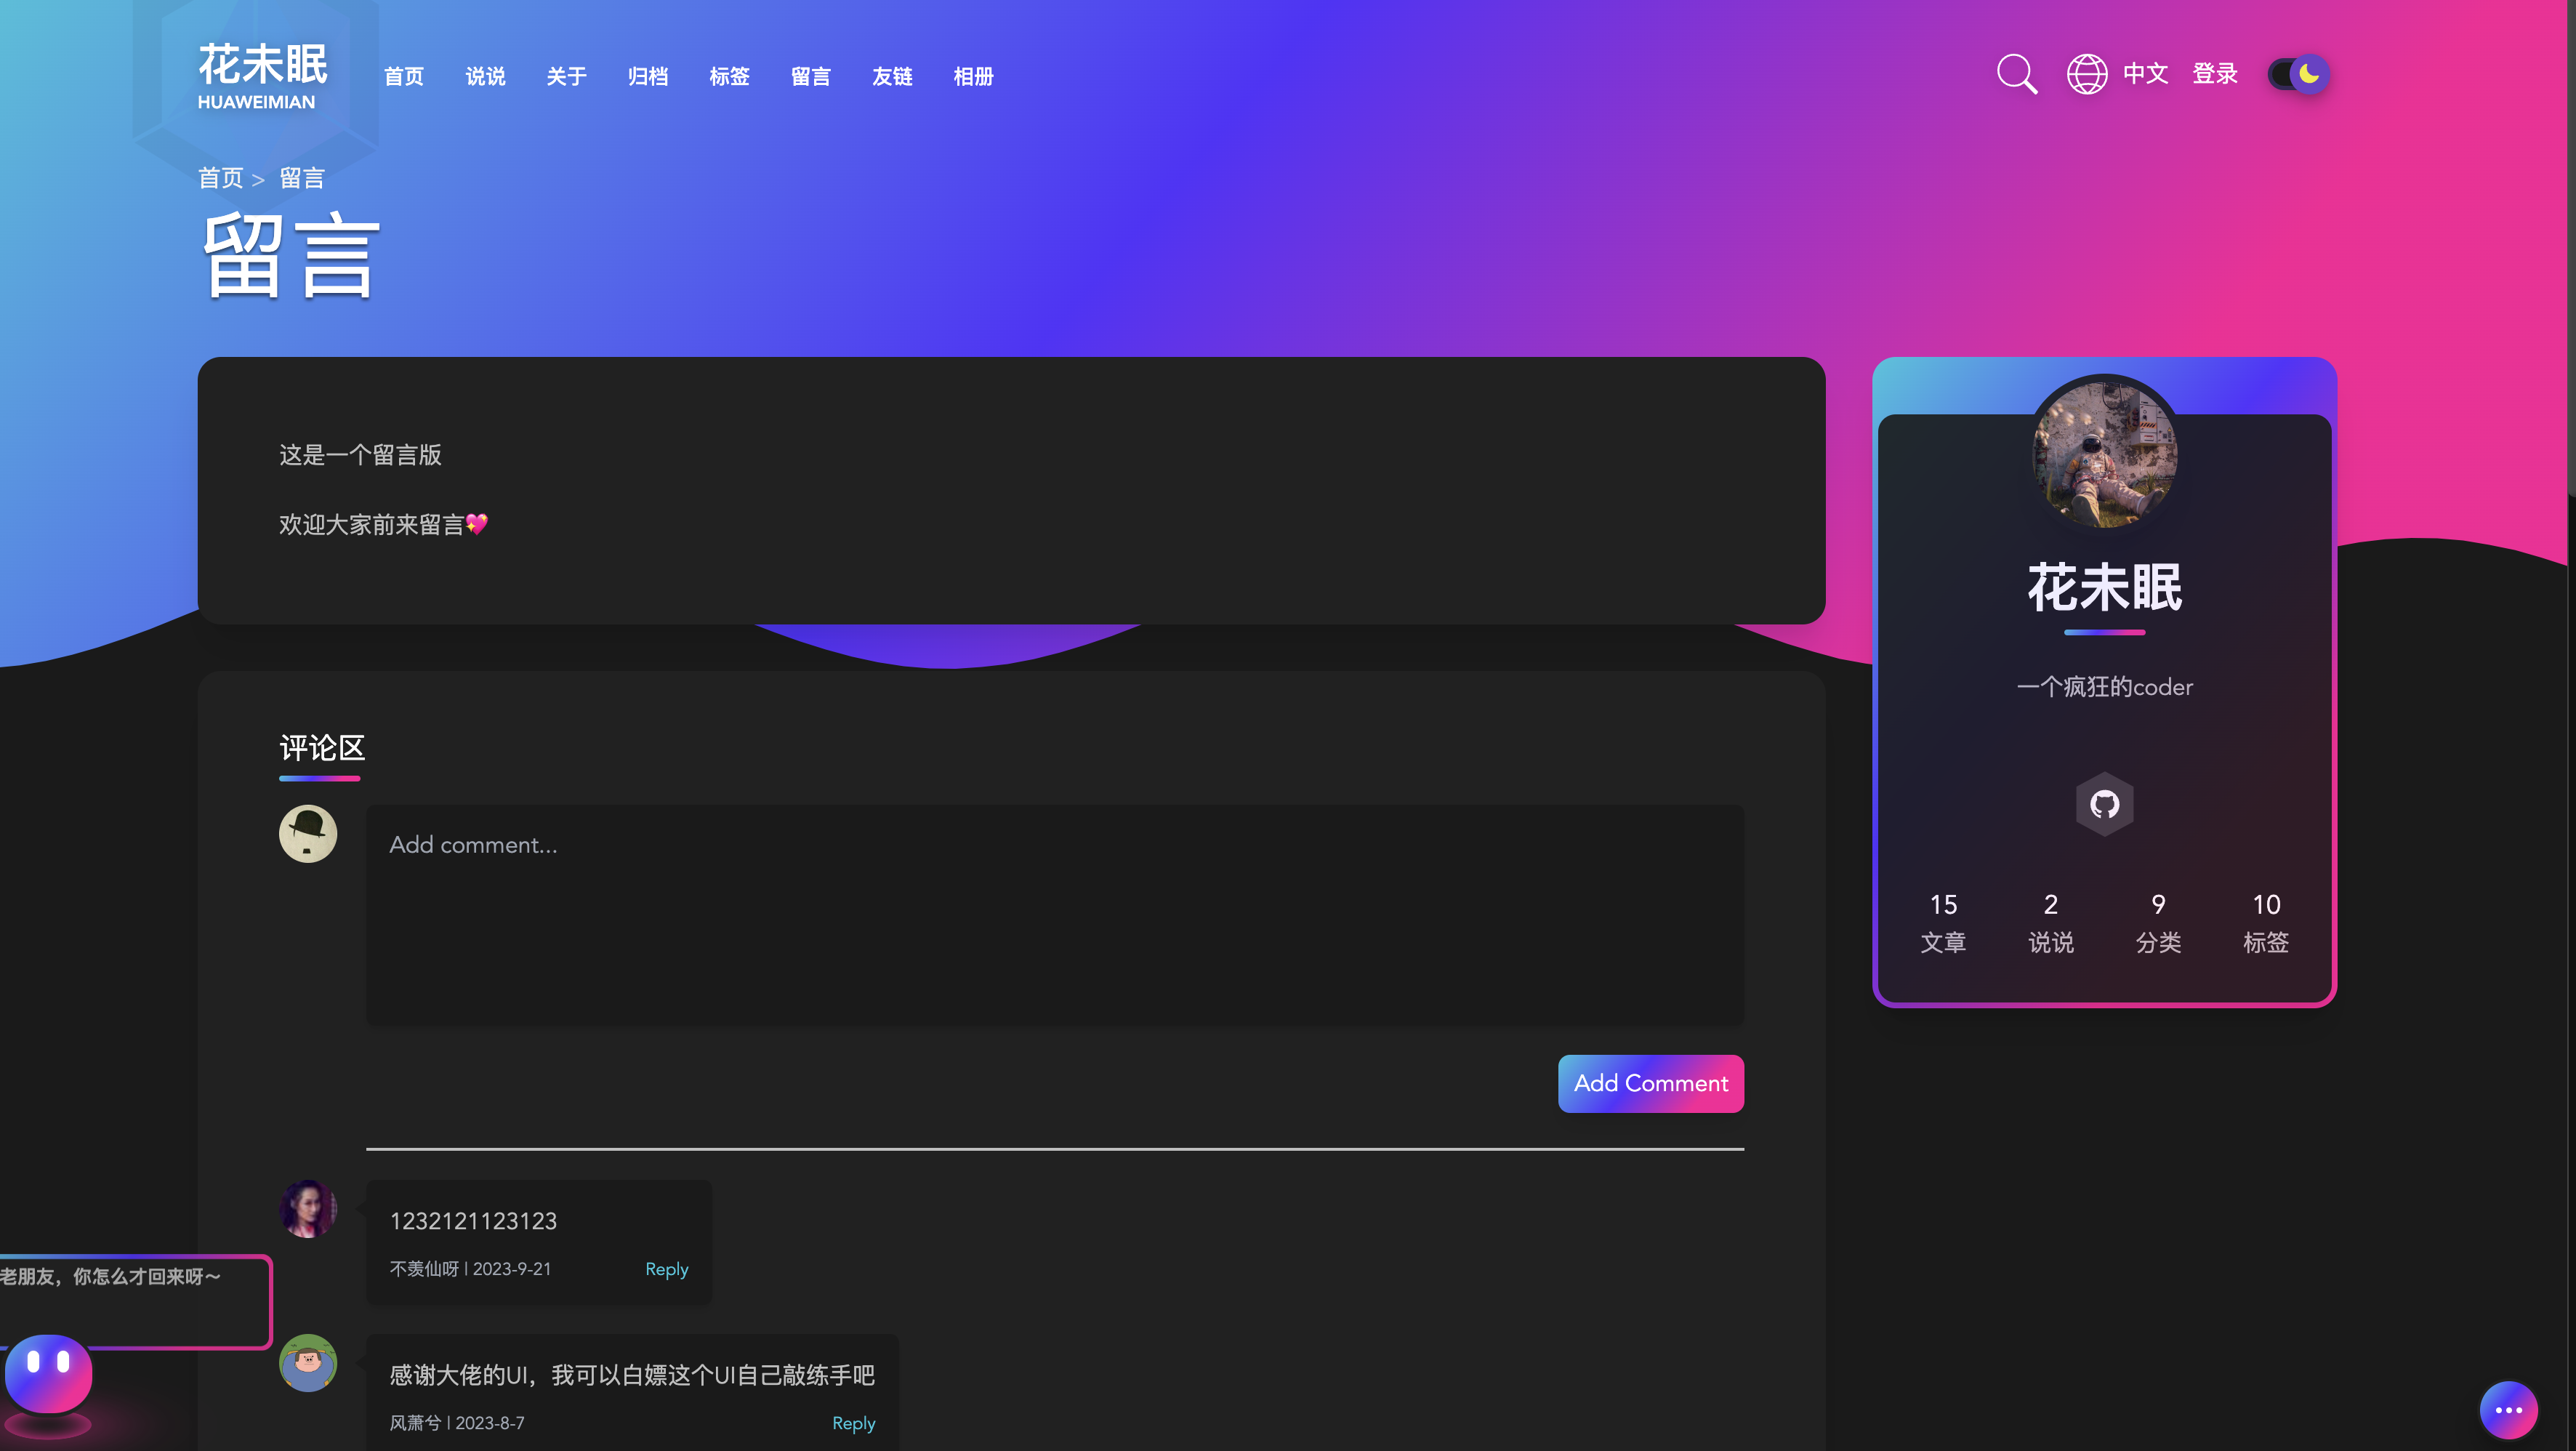 花未眠
HUAWEIMIAN
首页 说说 关于 归档 标签 留言 友链 相册
中文 登录
首页 > 留言
留言
这是一个留言版
欢迎大家前来留言💖
花未眠
一个疯狂的coder
15 2 9 10
文章 说说 分类 标签
评论区
Add comment...
Add Comment
1232121123123
不羡仙呀 | 2023-9-21 Reply
老朋友，你怎么才回来呀～
感谢大佬的UI，我可以白嫖这个UI自己敲练手吧
风萧兮 | 2023-8-7 Reply